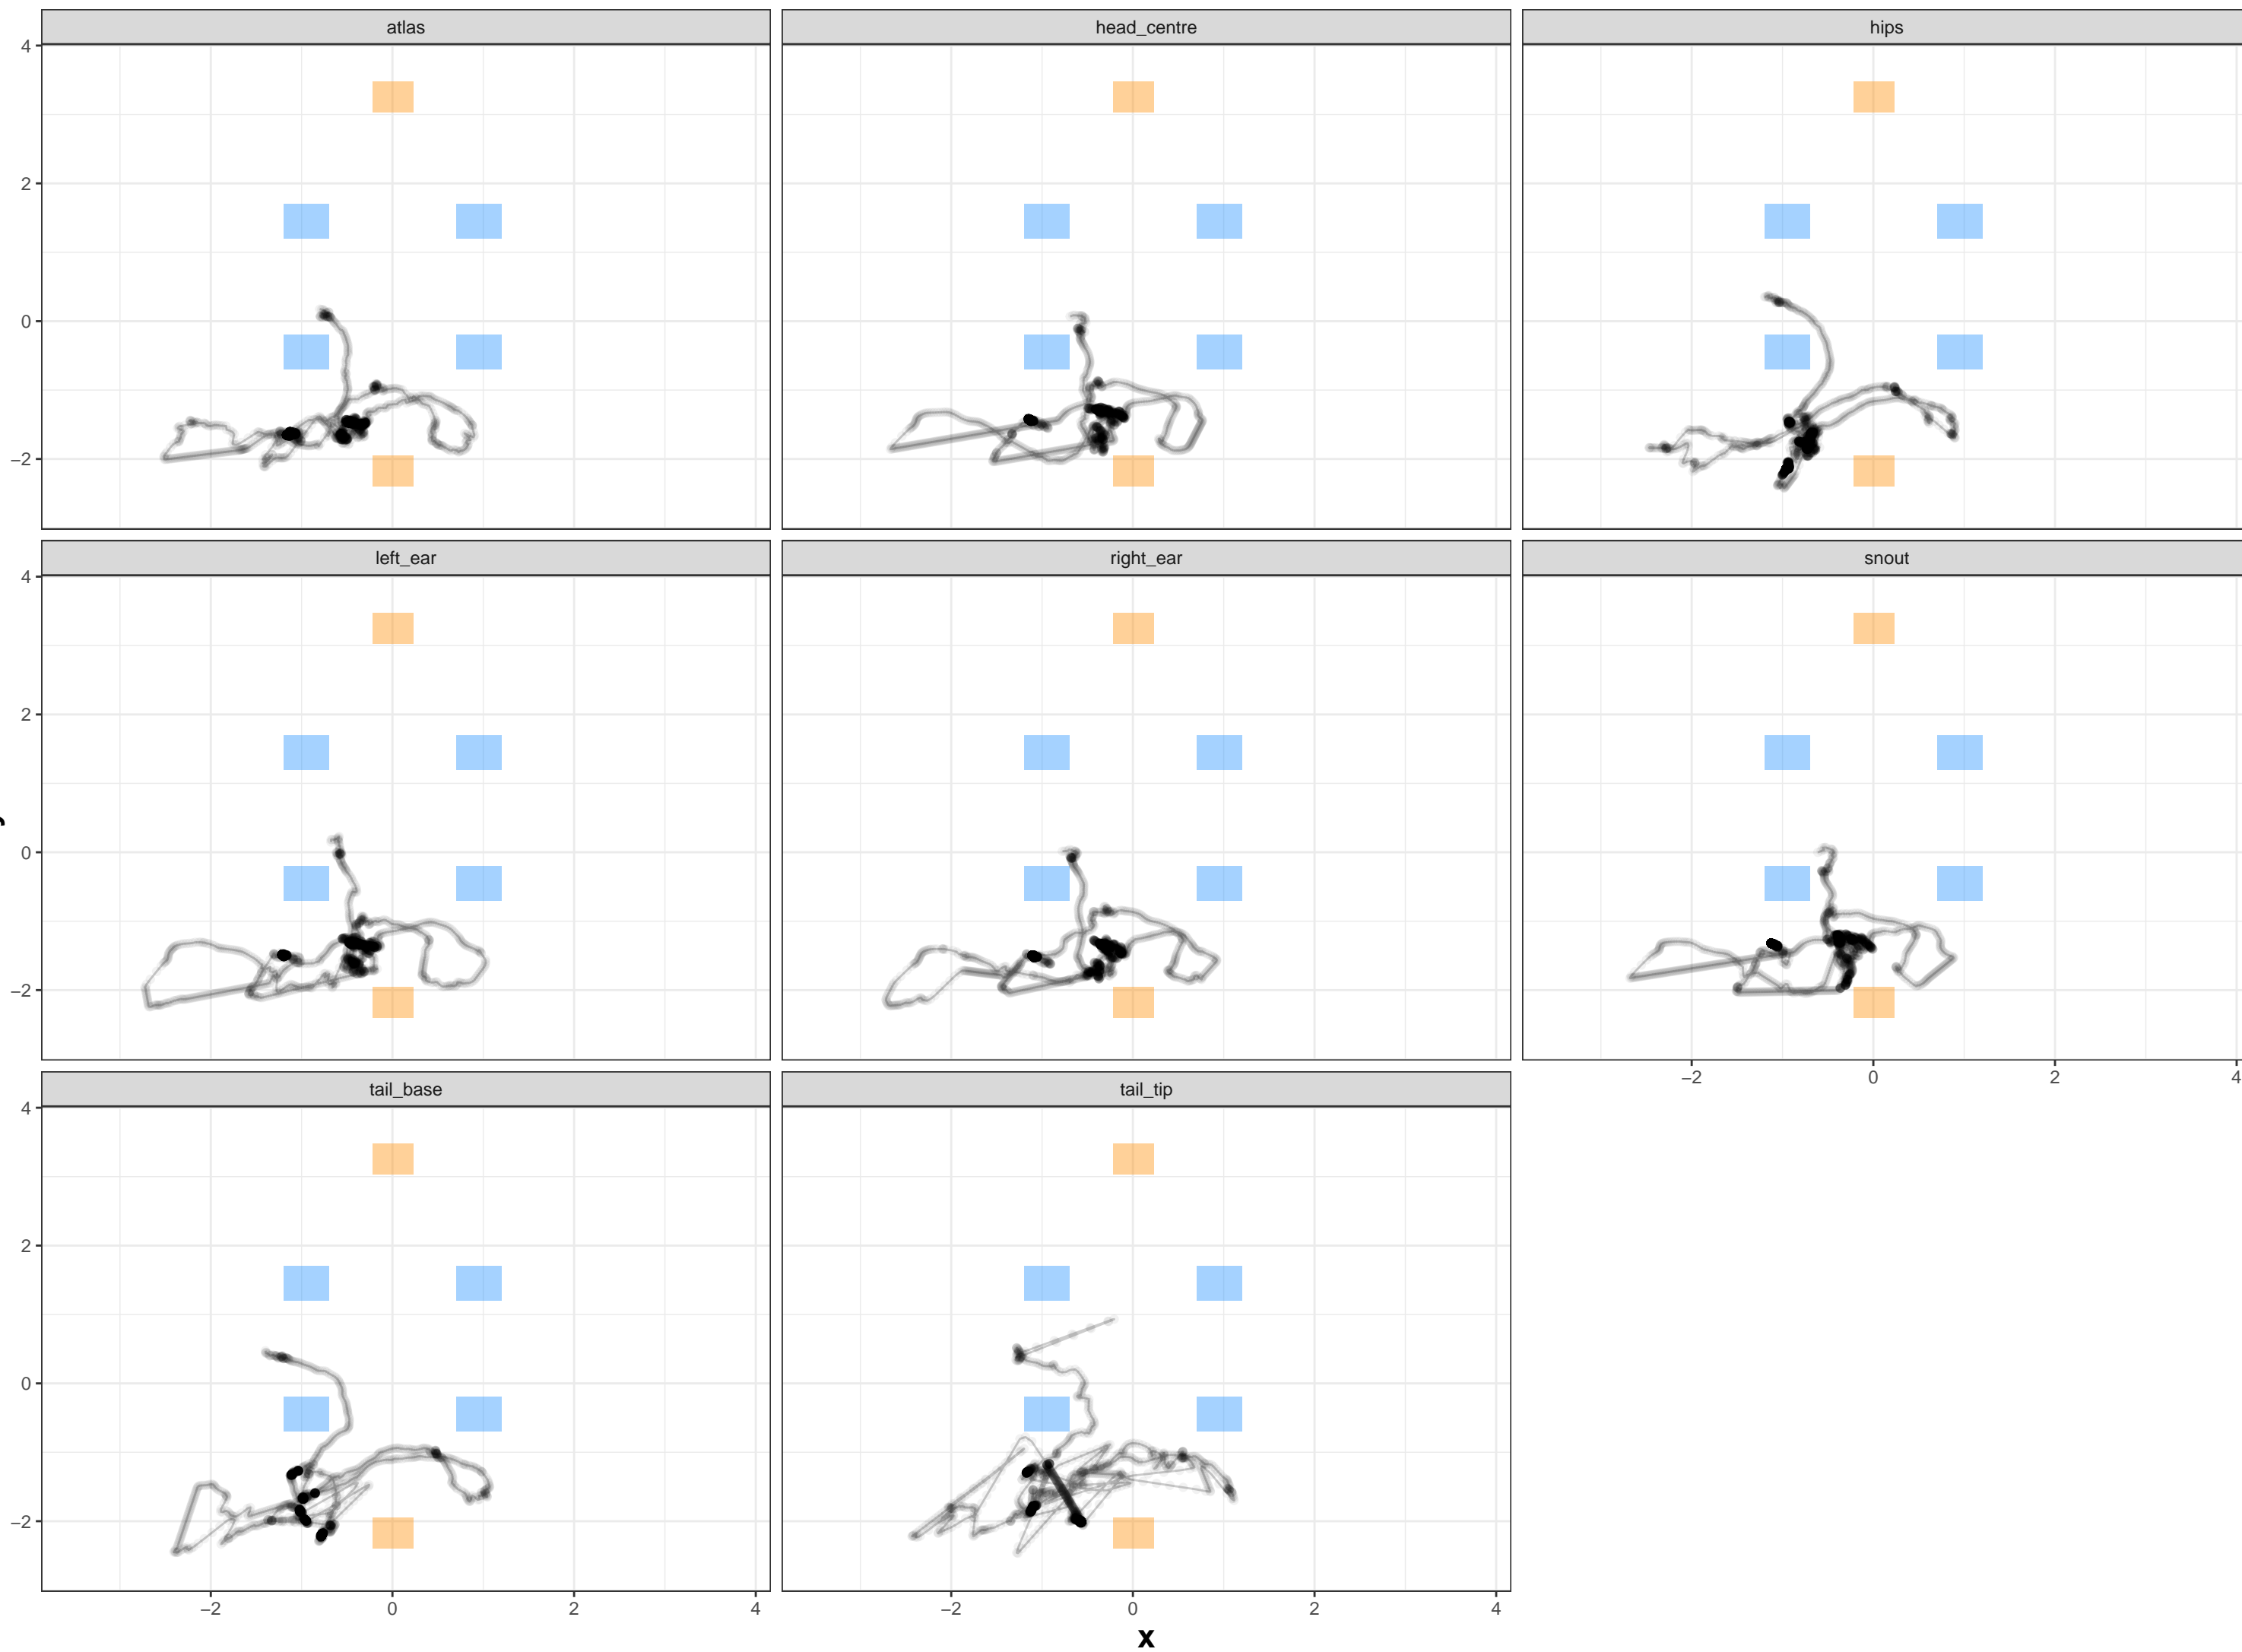 atlas head_centre hips
4
2
0
−2
left_ear right_ear snout
4
2
0
−2
−2 0 2 4
tail_base tail_tip
4
2
0
−2
−2 0 2 4 −2 0 2 4
x